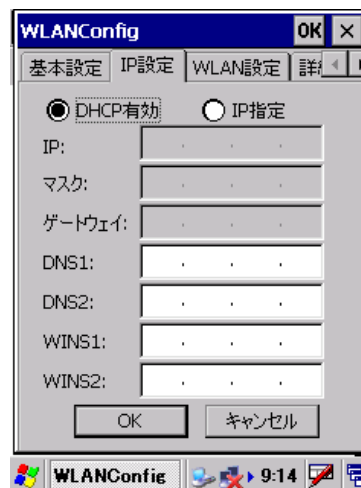 WLANConfig OK ×
基本設定 IP設定 WLAN設定
DHCP有効 IP指定
IP:
マスク:
ゲートウェイ:
DNS1:
DNS2:
WINS1:
WINS2:
OK キャンセル
WLANConfig 9:14